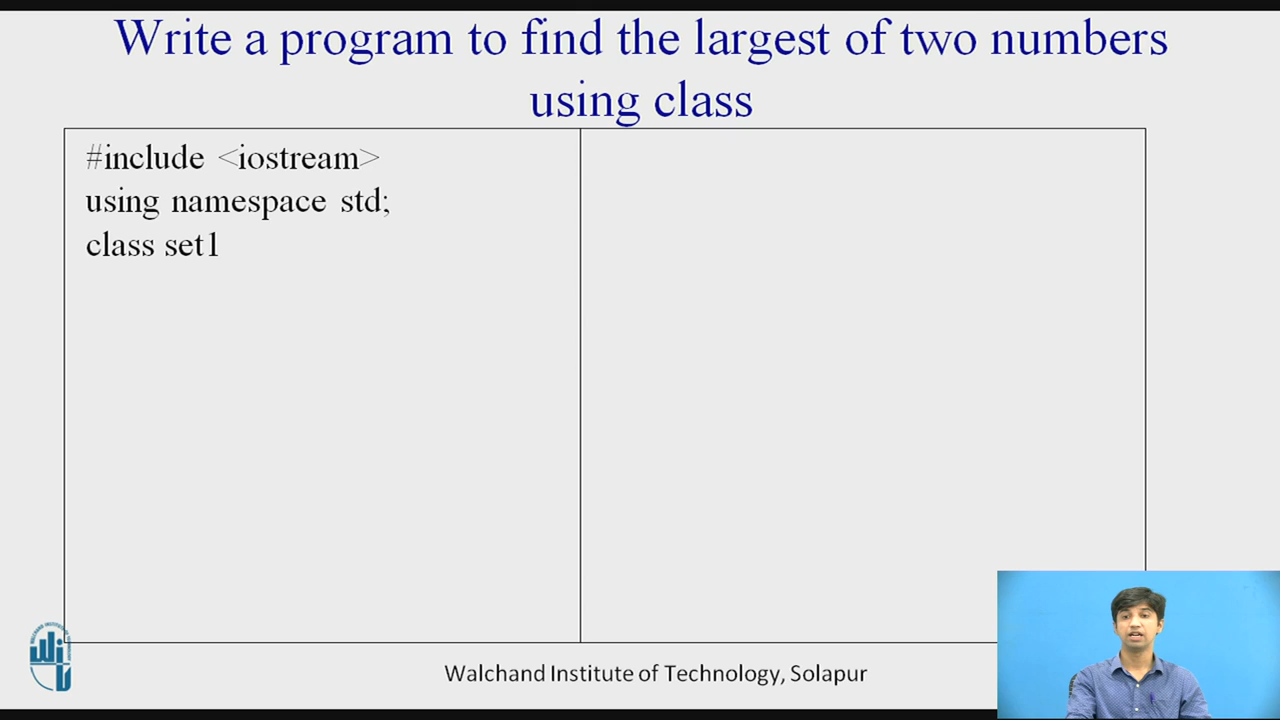 Write a program to find the largest of two numbers
using class
#include <iostream>
using namespace std;
class set1
Walchand Institute of Technology, Solapur